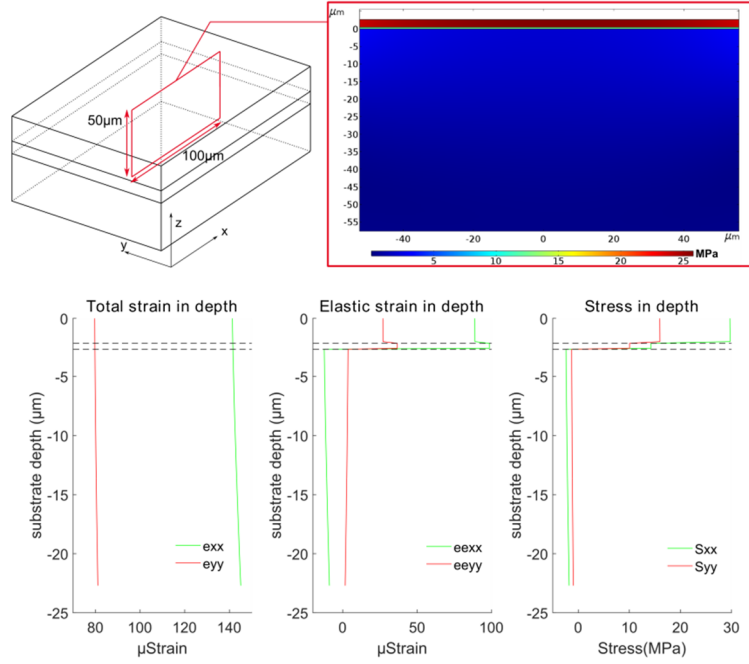 50μm
100μm
z
y
x
μm
0
-5
-10
-15
-20
-25
-30
-35
-40
-45
-50
-55
-40
-20
0
20
40
μm
5
10
15
20
25
MPa
Total strain in depth
0
-5
-10
-15
-20
-25
substrate depth (μm)
exx
eyy
80
100
120
140
μStrain
Elastic strain in depth
0
-5
-10
-15
-20
-25
substrate depth (μm)
eexx
eeyy
0
50
100
μStrain
Stress in depth
0
-5
-10
-15
-20
-25
substrate depth (μm)
Sxx
Syy
0
10
20
30
Stress(MPa)